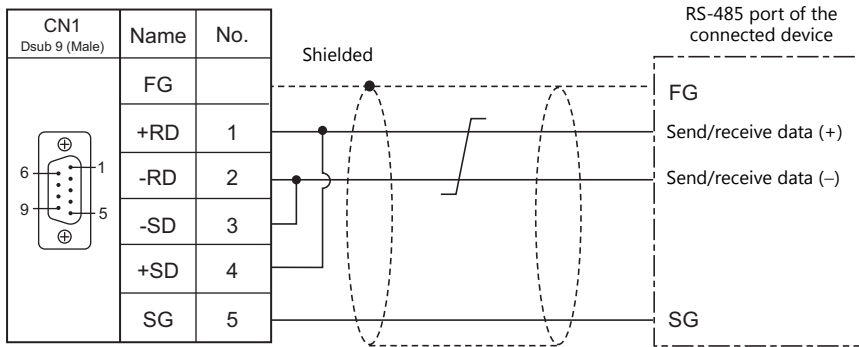 CN1
Dsub 9 (Male)
Name
No.
Shielded
RS-485 port of the
connected device
FG
FG
+RD
1
Send/receive data (+)
-RD
2
Send/receive data (−)
-SD
3
+SD
4
SG
5
SG
6
1
9
5